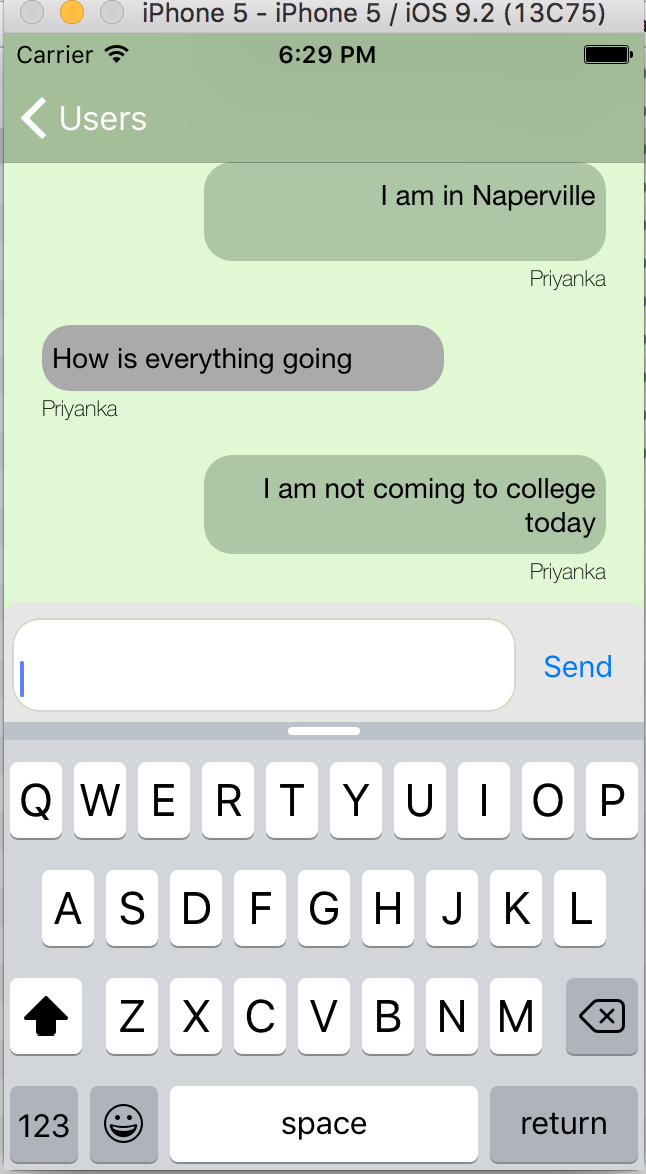 iPhone 5 - iPhone 5 / iOS 9.2 (13C75)
Carrier 6:29 PM
Users
I am in Naperville
Priyanka
How is everything going
Priyanka
I am not coming to college
today
Priyanka
Send
Q W E R T Y U I O P
A S D F G H J K L
Z X C V B N M
123 space return